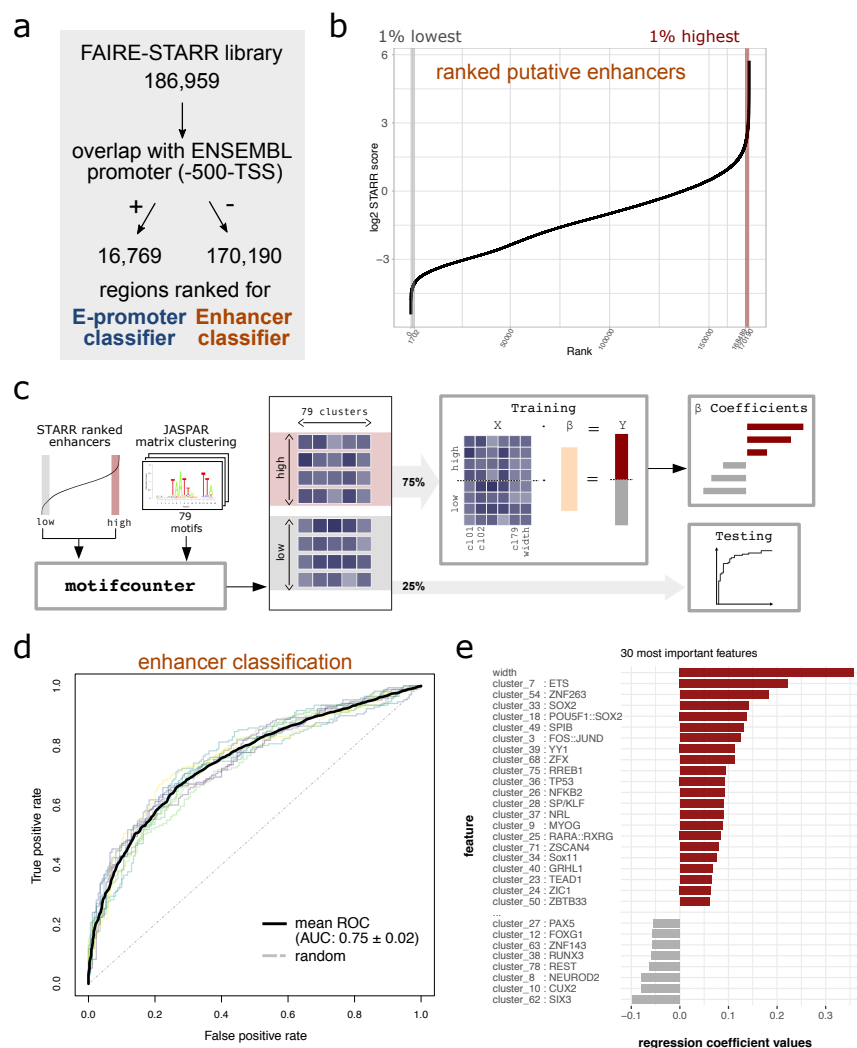 a
FAIRE-STARR library
186,959
overlap with ENSEMBL
promoter (-500-TSS)
+ -
16,769 170,190
regions ranked for
E-promoter Enhancer
classifier classifier
b
1% lowest 1% highest
ranked putative enhancers
log2 STARR score
6
3
0
−3
0
1702
50000
100000
150000
168489
170190
Rank
c
STARR ranked
enhancers
low high
JASPAR
matrix clustering
79
motifs
motifcounter
79 clusters
high
low
75%
25%
Training
X · β = Y
high
low
· =
cl01
cl02
cl79
width
β Coefficients
Testing
d
enhancer classification
True positive rate
1.0
0.8
0.6
0.4
0.2
0.0
mean ROC
(AUC: 0.75 ± 0.02)
random
0.0 0.2 0.4 0.6 0.8 1.0
False positive rate
e
30 most important features
feature
width
cluster_7 : ETS
cluster_54 : ZNF263
cluster_33 : SOX2
cluster_18 : POU5F1::SOX2
cluster_49 : SPIB
cluster_3 : FOS::JUND
cluster_39 : YY1
cluster_68 : ZFX
cluster_75 : RREB1
cluster_36 : TP53
cluster_26 : NFKB2
cluster_28 : SP/KLF
cluster_37 : NRL
cluster_9 : MYOG
cluster_25 : RARA::RXRG
cluster_71 : ZSCAN4
cluster_34 : Sox11
cluster_40 : GRHL1
cluster_23 : TEAD1
cluster_24 : ZIC1
cluster_50 : ZBTB33
...
cluster_27 : PAX5
cluster_12 : FOXG1
cluster_63 : ZNF143
cluster_38 : RUNX3
cluster_78 : REST
cluster_8 : NEUROD2
cluster_10 : CUX2
cluster_62 : SIX3
−0.1 0.0 0.1 0.2 0.3
regression coefficient values